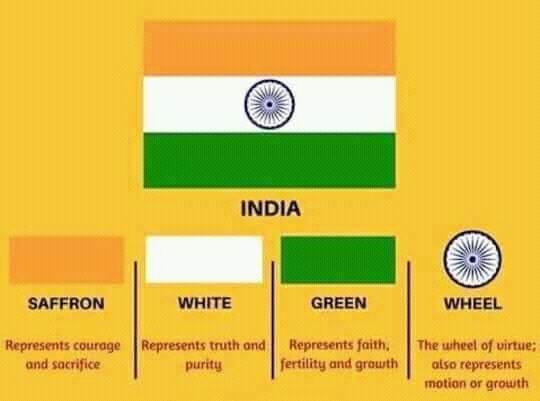 INDIA
SAFFRON
Represents courage
and sacrifice
WHITE
Represents truth and
purity
GREEN
Represents faith,
fertility and growth
WHEEL
The wheel of virtue;
also represents
motion or growth